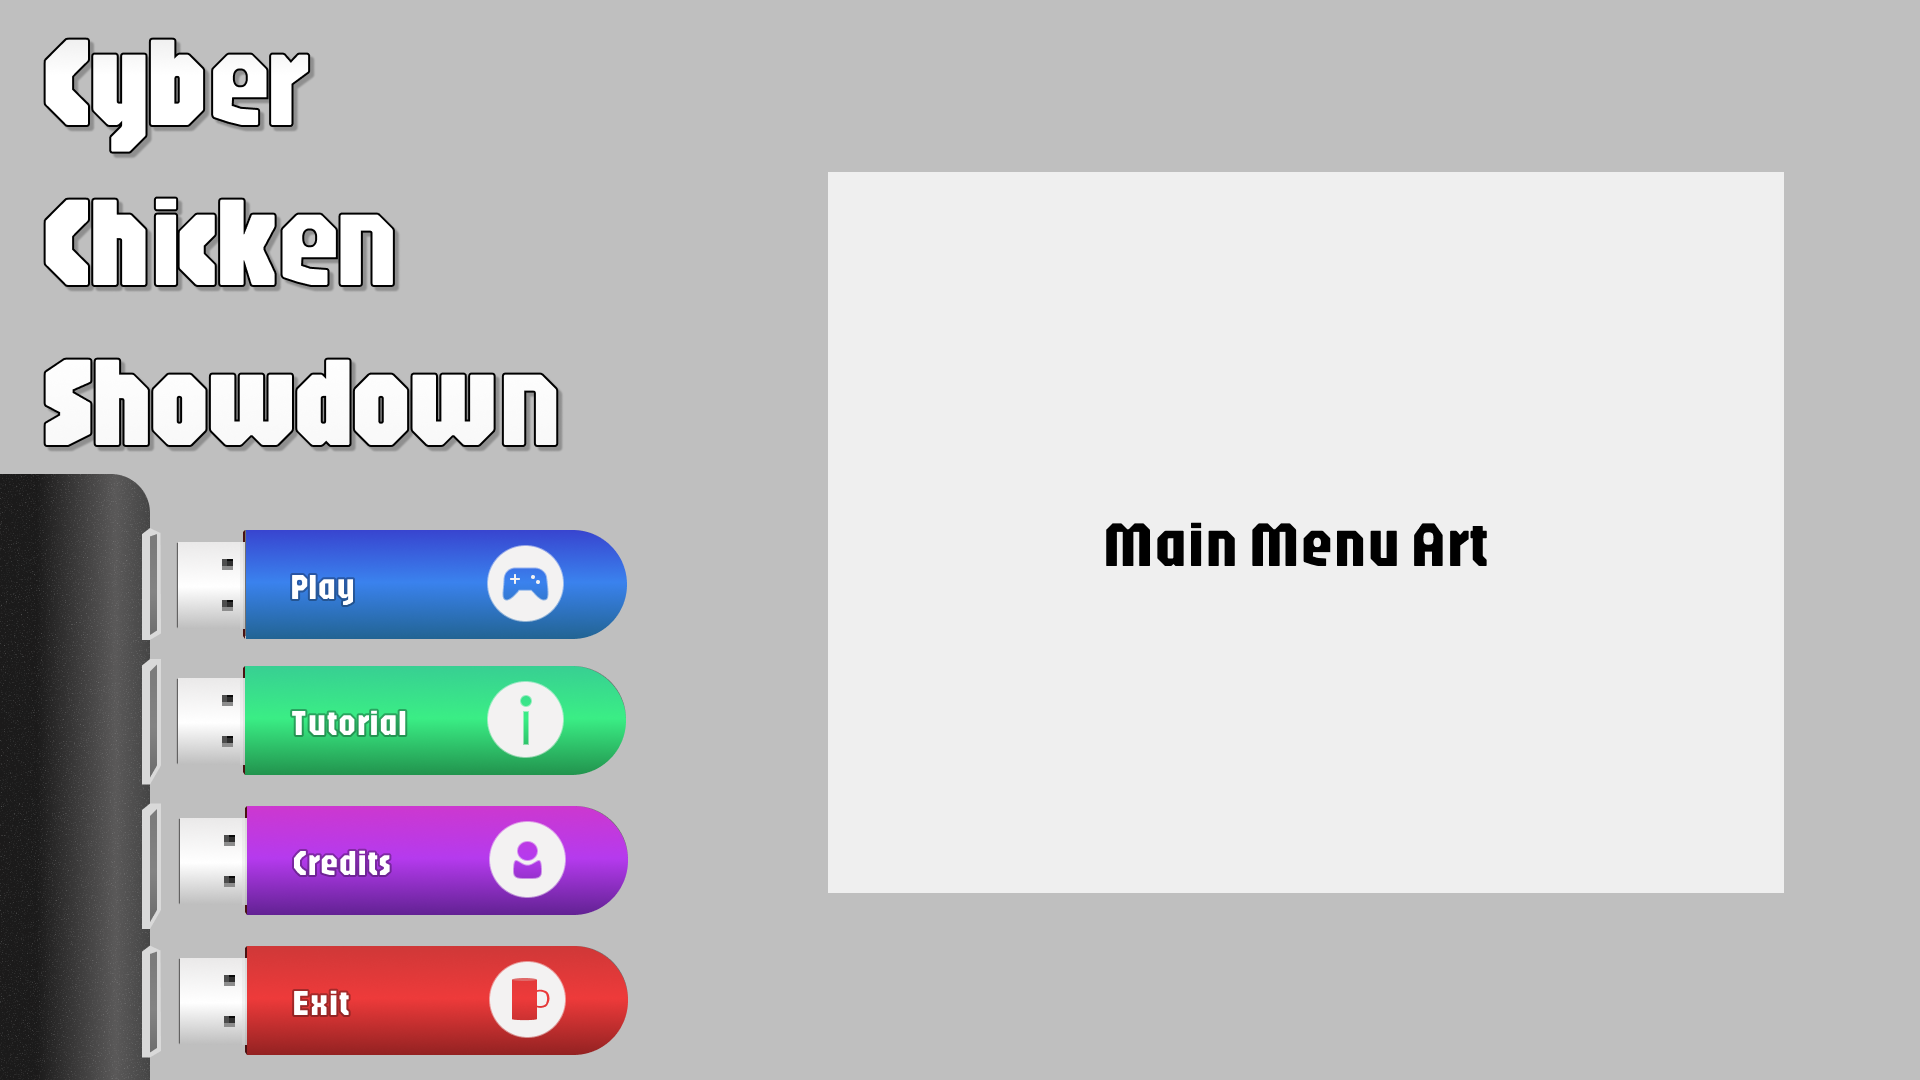 Cyber
Chicken
Showdown
Play
Tutorial
Credits
Exit
Main Menu Art